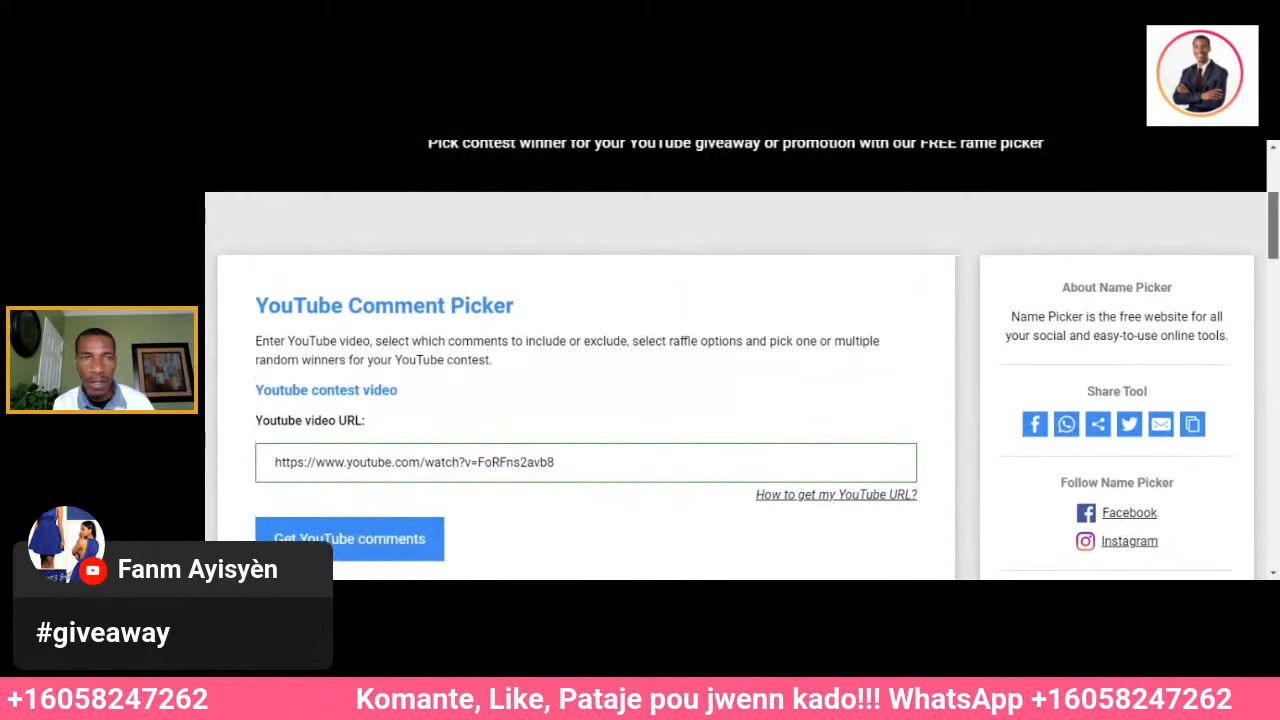 Pick contest winner for your YouTube giveaway or promotion with our FREE rame picker
YouTube Comment Picker
Enter YouTube video, select which comments to include or exclude, select raffle options and pick one or multiple
random winners for your YouTube contest.
Youtube contest video
Youtube video URL:
https://www.youtube.com/watch?v=FoRFns2avb8
How to get my YouTube URL?
Get YouTube comments
About Name Picker
Name Picker is the free website for all
your social and easy-to-use online tools.
Share Tool
Follow Name Picker
Facebook
Instagram
Fanm Ayisyèn
#giveaway
+16058247262
Komante, Like, Pataje pou jwenn kado!!! WhatsApp +16058247262